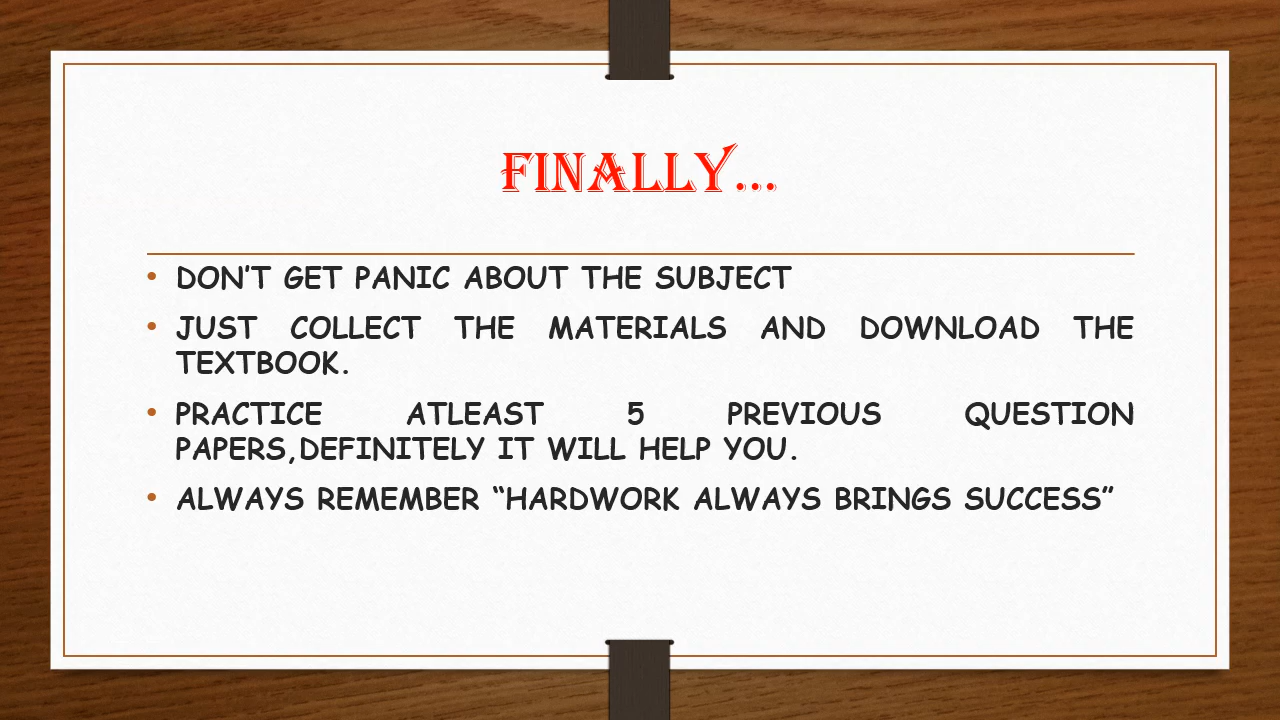 FINALLY...
• DON'T GET PANIC ABOUT THE SUBJECT
• JUST COLLECT THE MATERIALS AND DOWNLOAD THE
TEXTBOOK.
• PRACTICE ATLEAST 5 PREVIOUS QUESTION
PAPERS,DEFINITELY IT WILL HELP YOU.
• ALWAYS REMEMBER “HARDWORK ALWAYS BRINGS SUCCESS”